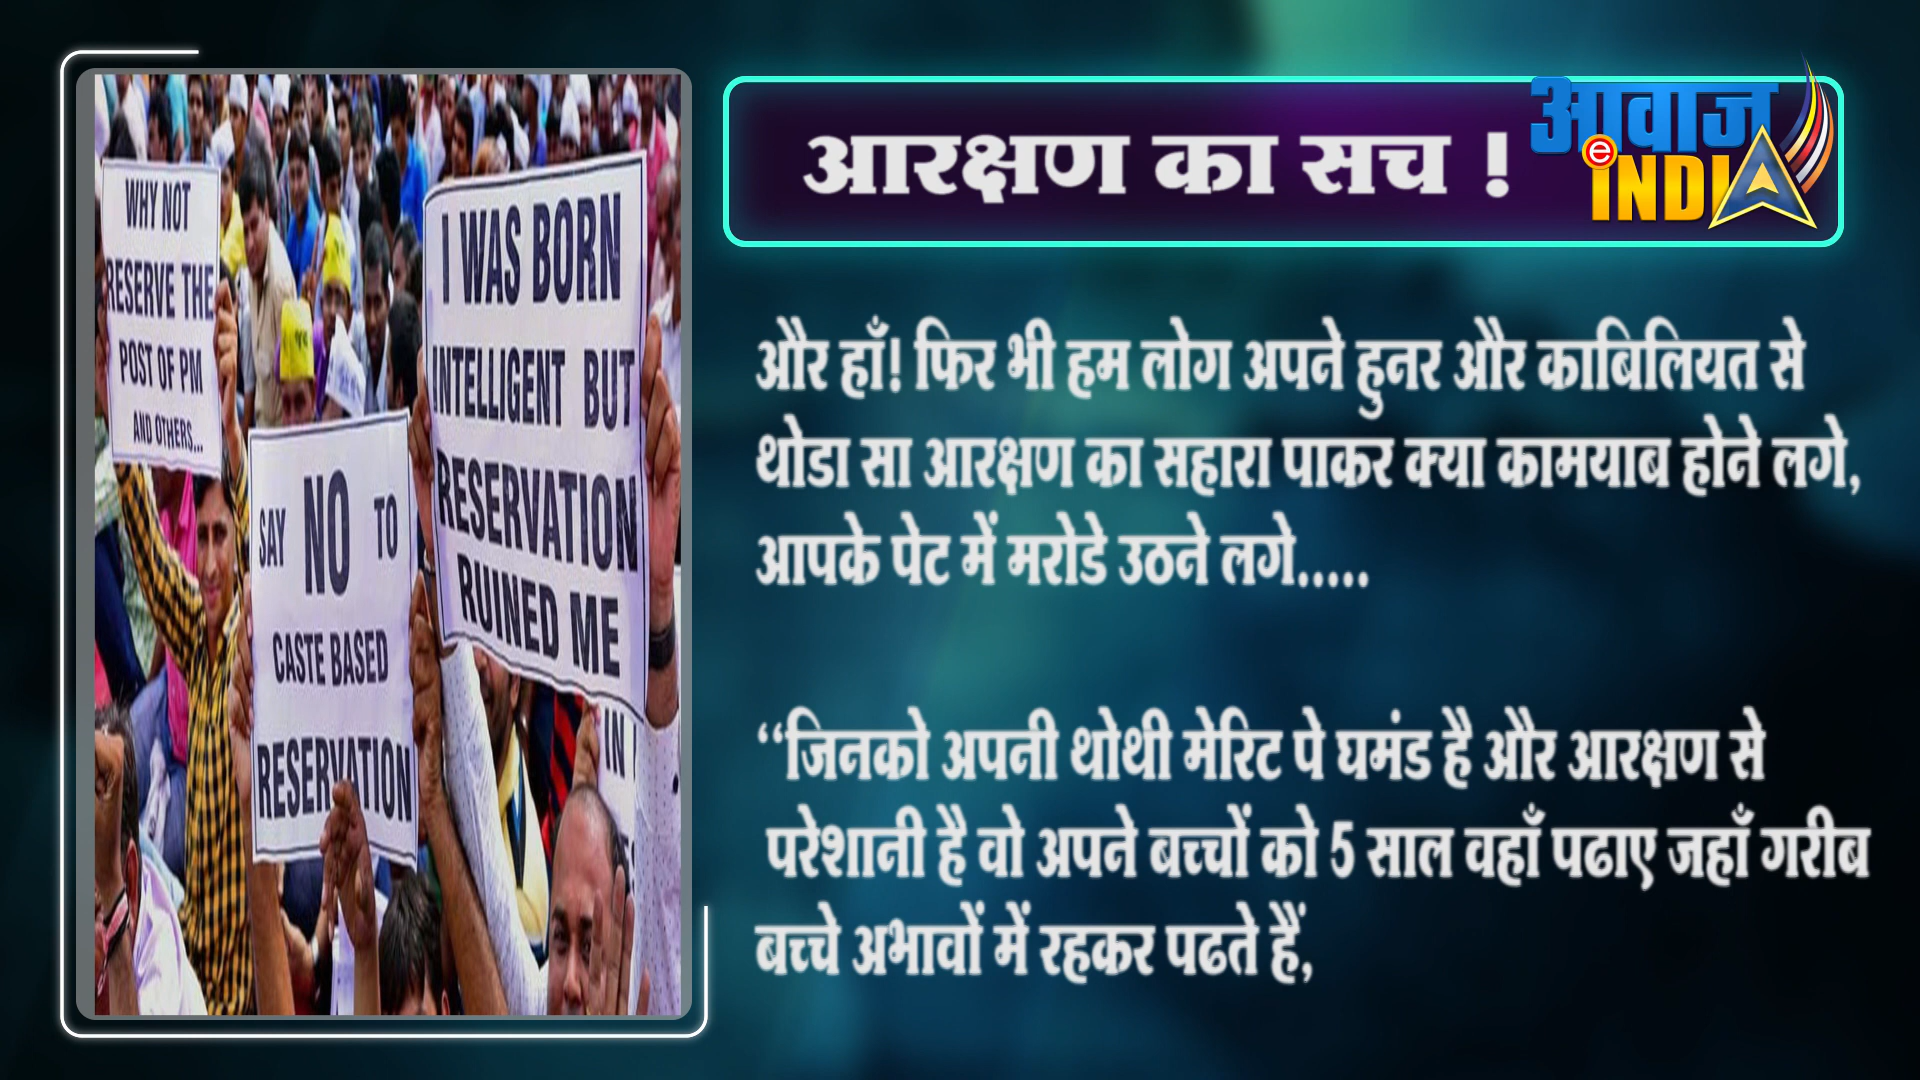 WHY NOT
RESERVE THE
POST OF PM
AND OTHERS...
SAY NO TO
CASTE BASED
RESERVATION
I WAS BORN
INTELLIGENT BUT
RESERVATION
RUINED ME
IN
आरक्षण का सच !
आवाज
e INDIA
और हाँ! फिर भी हम लोग अपने हुनर और काबिलियत से
थोडा सा आरक्षण का सहारा पाकर क्या कामयाब होने लगे,
आपके पेट में मरोडे उठने लगे.....
“जिनको अपनी थोथी मेरिट पे घमंड है और आरक्षण से
परेशानी है वो अपने बच्चों को 5 साल वहाँ पढाए जहाँ गरीब
बच्चे अभावों में रहकर पढते हैं,